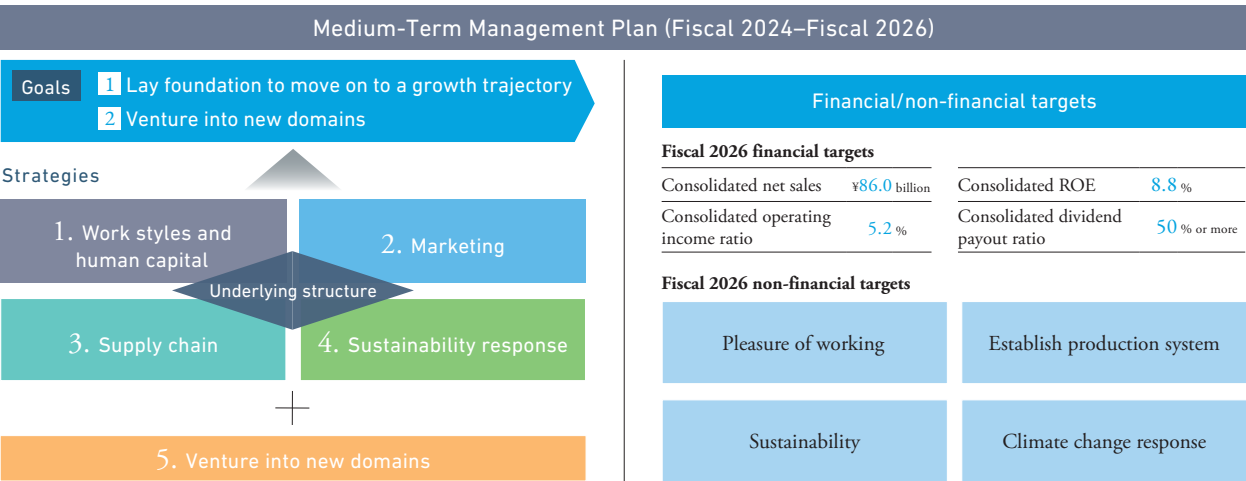 Medium-Term Management Plan (Fiscal 2024–Fiscal 2026)
Goals
1 Lay foundation to move on to a growth trajectory
2 Venture into new domains
Strategies
1. Work styles and
human capital
2. Marketing
Underlying structure
3. Supply chain
4. Sustainability response
5. Venture into new domains
Financial/non-financial targets
Fiscal 2026 financial targets
Consolidated net sales ¥86.0 billion
Consolidated operating
income ratio 5.2 %
Consolidated ROE 8.8 %
Consolidated dividend
payout ratio 50 % or more
Fiscal 2026 non-financial targets
Pleasure of working
Establish production system
Sustainability
Climate change response